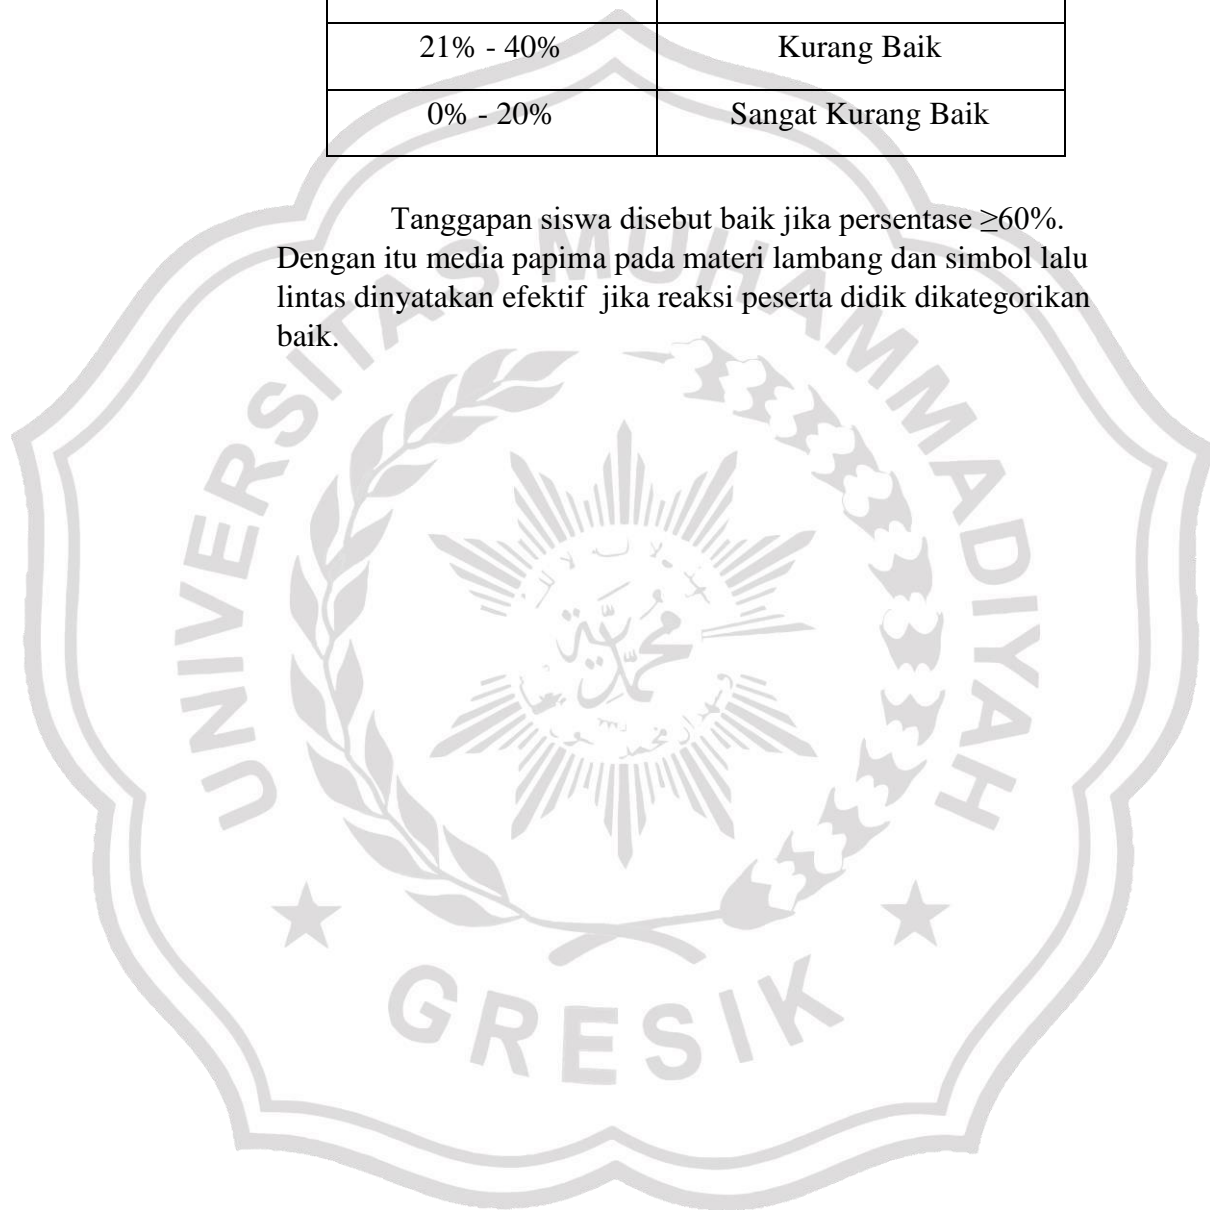 21% - 40% Kurang Baik
0% - 20% Sangat Kurang Baik
Tanggapan siswa disebut baik jika persentase ≥60%.
Dengan itu media papima pada materi lambang dan simbol lalu
lintas dinyatakan efektif jika reaksi peserta didik dikategorikan
baik.
UNIVERSITAS MUHAMMADIYAH
محمدية
GRESIK